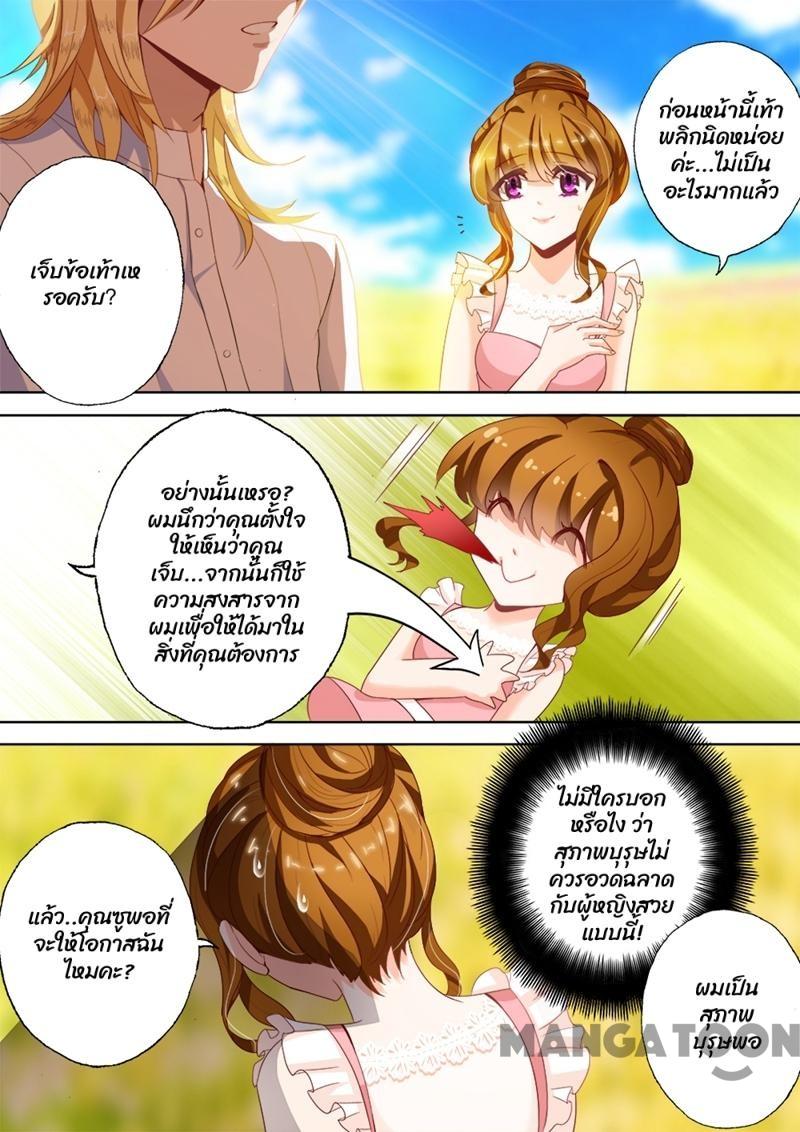 ก่อนหน้านี้เท้า
พลิกนิดหน่อย
ค่ะ...ไม่เป็น
อะไรมากแล้ว
เจ็บข้อเท้าเห
รอครับ?
อย่างนั้นเหรอ?
ผมนึกว่าคุณตั้งใจ
ให้เห็นว่าคุณ
เจ็บ...จากนั้นก็ใช้
ความสงสารจาก
ผมเพื่อให้ได้มาใน
สิ่งที่คุณต้องการ
ไม่มีใครบอก
หรือไง ว่า
สุภาพบุรุษไม่
ควรอวดฉลาด
กับผู้หญิงสวย
แบบนี้!
แล้ว..คุณซูพอที่
จะให้โอกาสฉัน
ไหมคะ?
ผมเป็น
สุภาพ
บุรุษพอ
MANGATOON